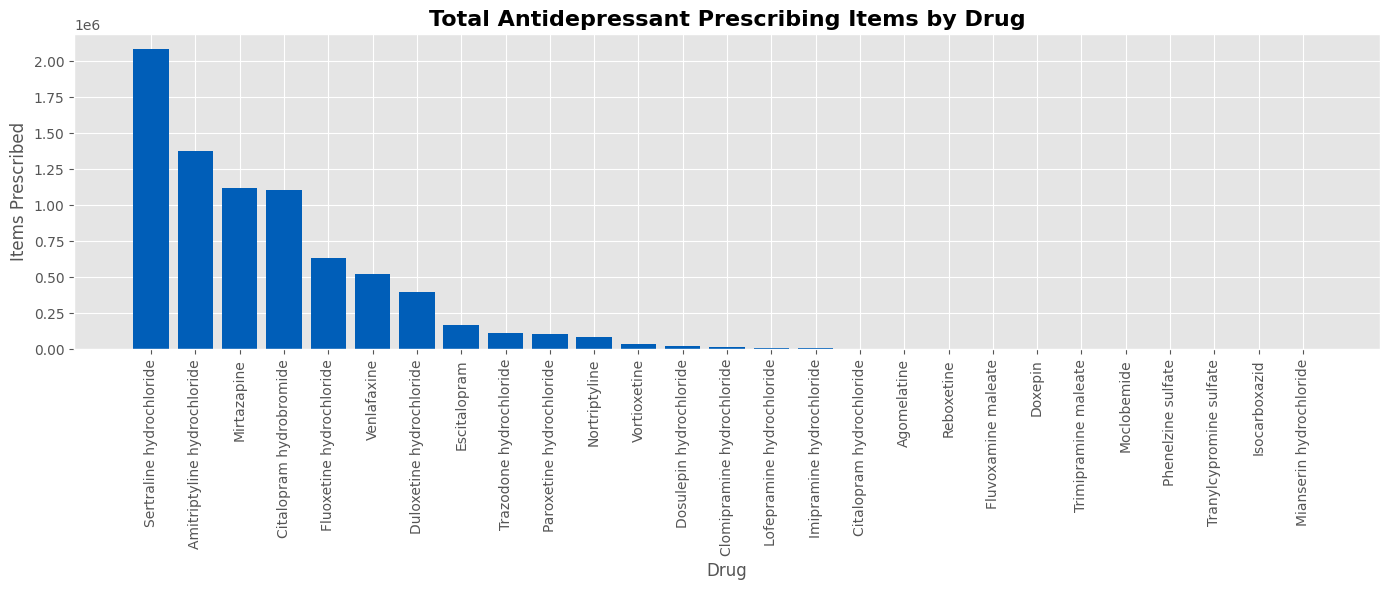 Total Antidepressant Prescribing Items by Drug
1e6
2.00
1.75
1.50
1.25
1.00
0.75
0.50
0.25
0.00
Items Prescribed
Sertraline hydrochloride
Amitriptyline hydrochloride
Mirtazapine
Citalopram hydrobromide
Fluoxetine hydrochloride
Venlafaxine
Duloxetine hydrochloride
Escitalopram
Trazodone hydrochloride
Paroxetine hydrochloride
Nortriptyline
Vortioxetine
Dosulepin hydrochloride
Clomipramine hydrochloride
Lofepramine hydrochloride
Imipramine hydrochloride
Citalopram hydrochloride
Agomelatine
Reboxetine
Fluvoxamine maleate
Doxepin
Trimipramine maleate
Moclobemide
Phenelzine sulfate
Tranylcypromine sulfate
Isocarboxazid
Mianserin hydrochloride
Drug